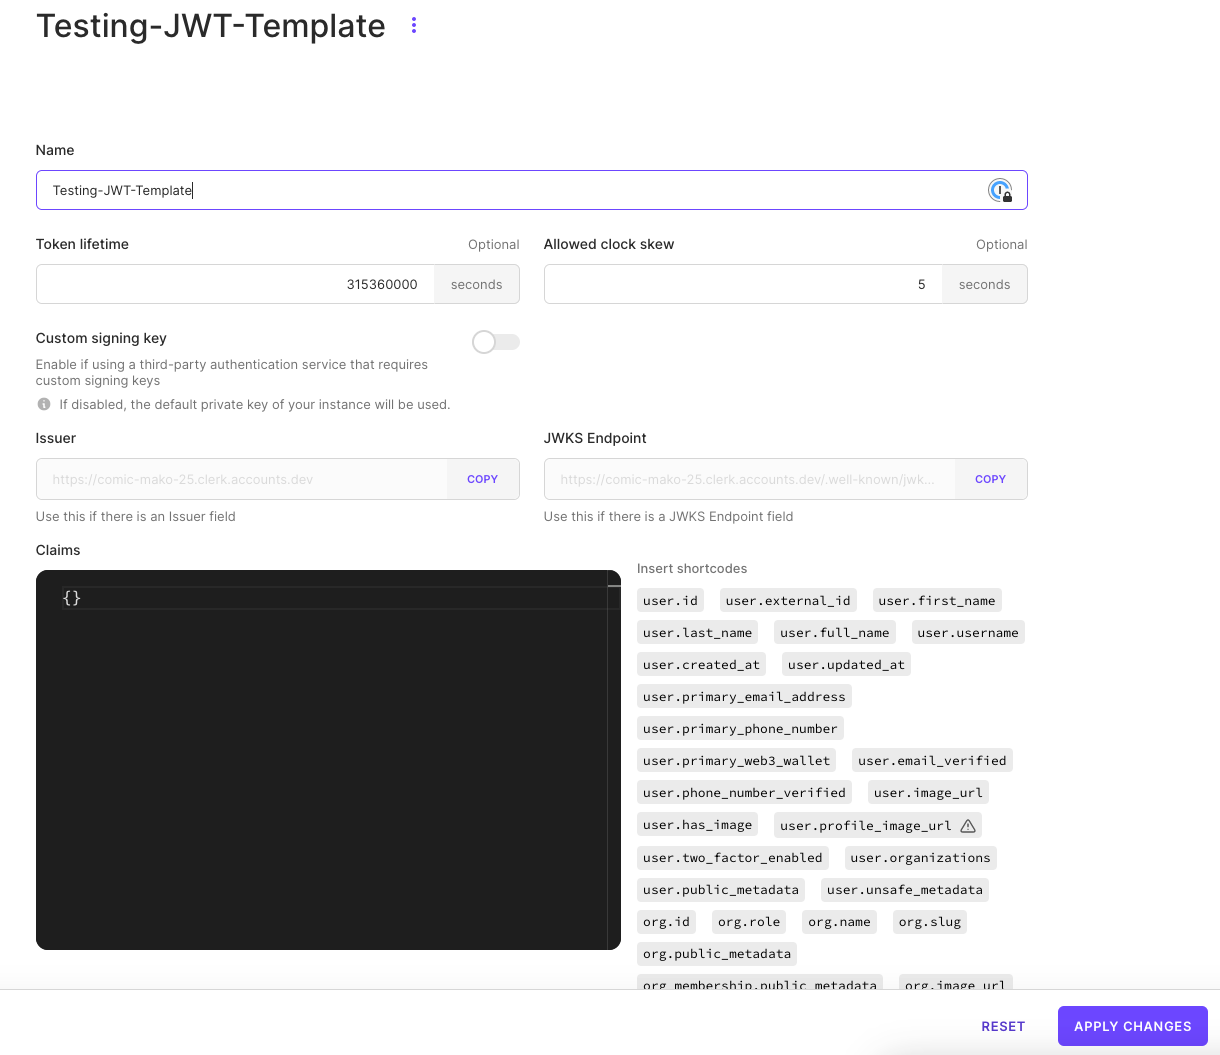 Testing-JWT-Template
Name
Testing-JWT-Template
Token lifetime
Optional
Allowed clock skew
Optional
315360000
seconds
5
seconds
Custom signing key
Enable if using a third-party authentication service that requires
custom signing keys
If disabled, the default private key of your instance will be used.
Issuer
JWKS Endpoint
https://comic-mako-25.clerk.accounts.dev
COPY
https://comic-mako-25.clerk.accounts.dev/.well-known/jwk...
COPY
Use this if there is an Issuer field
Use this if there is a JWKS Endpoint field
Claims
{}
Insert shortcodes
user.id user.external_id user.first_name
user.last_name user.full_name user.username
user.created_at user.updated_at
user.primary_email_address
user.primary_phone_number
user.primary_web3_wallet user.email_verified
user.phone_number_verified user.image_url
user.has_image user.profile_image_url
user.two_factor_enabled user.organizations
user.public_metadata user.unsafe_metadata
org.id org.role org.name org.slug
org.public_metadata
org_membership.public_metadata org.image_url
RESET
APPLY CHANGES